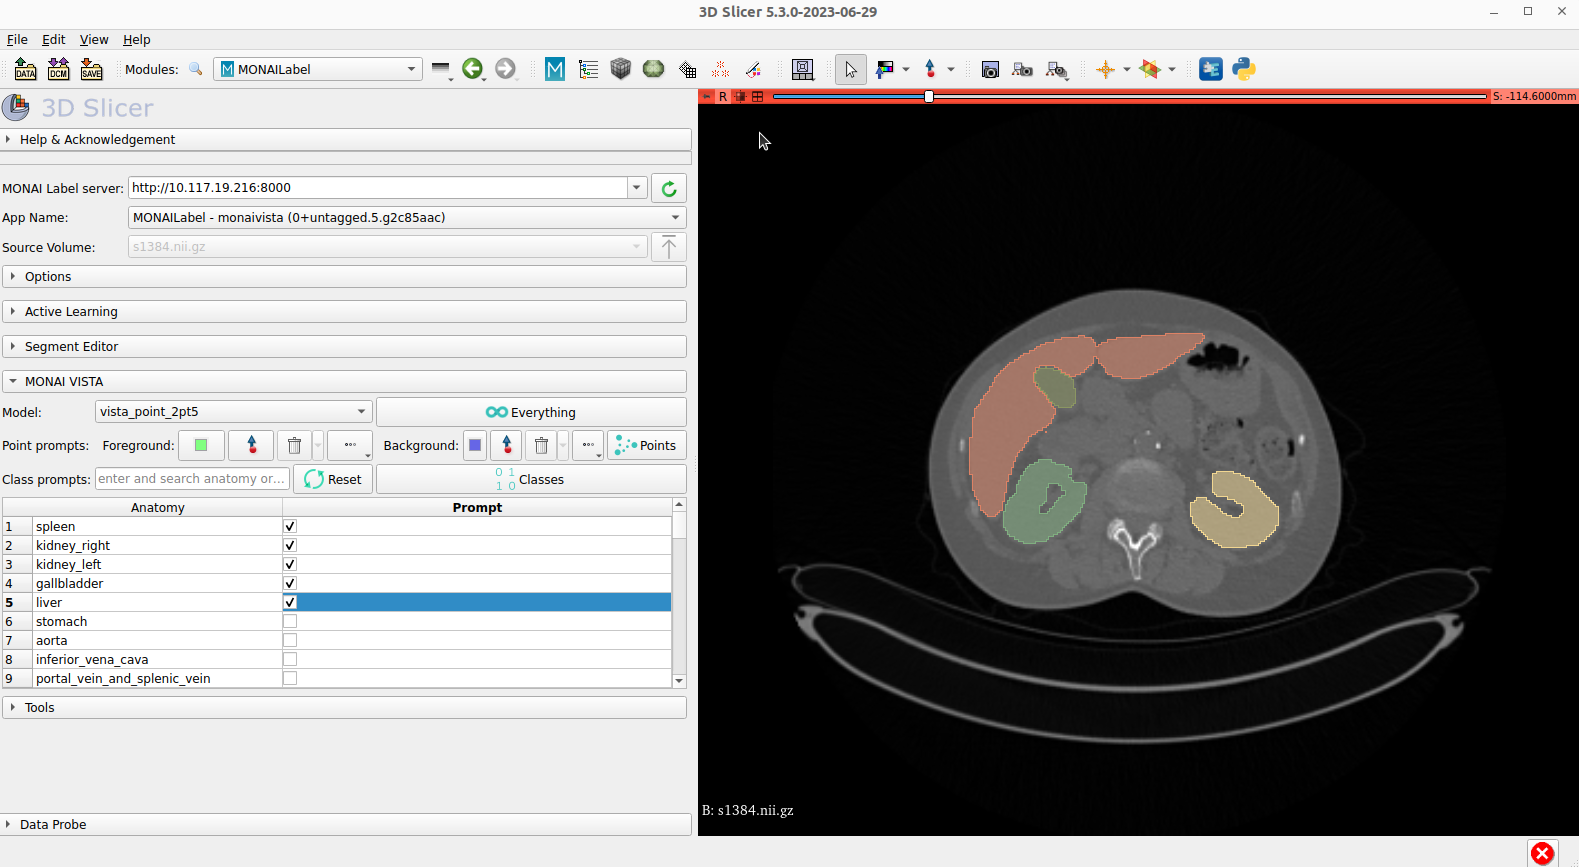 3D Slicer 5.3.0-2023-06-29
File Edit View Help
DATA DCM SAVE Modules: M MONAILabel M
3D Slicer
R S: -114.6000mm
Help & Acknowledgement
MONAI Label server: http://10.117.19.216:8000
App Name: MONAILabel - monaivista (0+untagged.5.g2c85aac)
Source Volume: s1384.nii.gz
Options
Active Learning
Segment Editor
MONAI VISTA
Model: vista_point_2pt5 Everything
Point prompts: Foreground: ... Background: ... Points
Class prompts: enter and search anatomy or... Reset 0 1 1 0 Classes
Anatomy Prompt
1 spleen
2 kidney_right
3 kidney_left
4 gallbladder
5 liver
6 stomach
7 aorta
8 inferior_vena_cava
9 portal_vein_and_splenic_vein
Tools
B: s1384.nii.gz
Data Probe